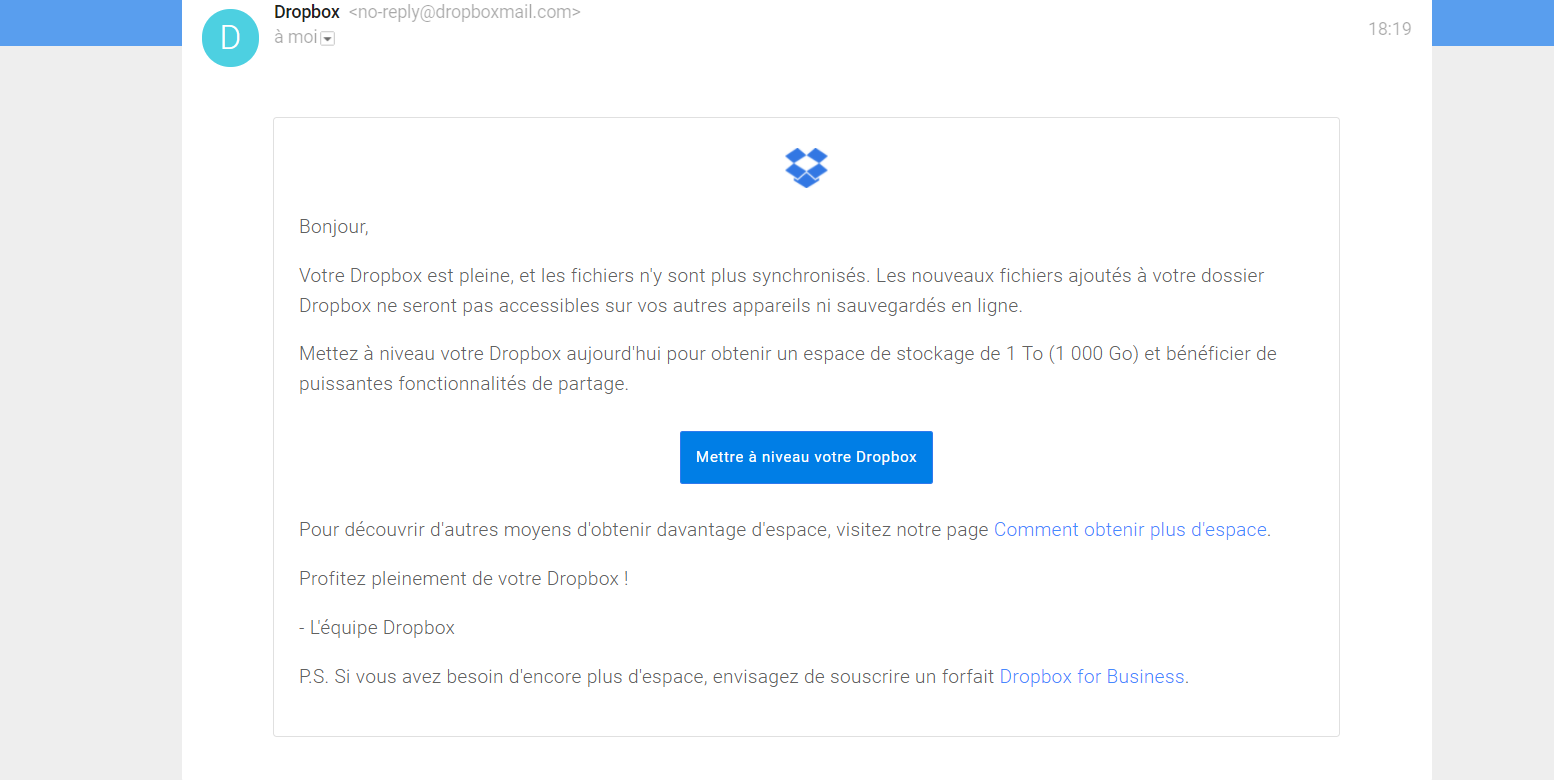 Dropbox <no-reply@dropboxmail.com>
à moi
18:19
D
Bonjour,
Votre Dropbox est pleine, et les fichiers n'y sont plus synchronisés. Les nouveaux fichiers ajoutés à votre dossier
Dropbox ne seront pas accessibles sur vos autres appareils ni sauvegardés en ligne.
Mettez à niveau votre Dropbox aujourd'hui pour obtenir un espace de stockage de 1 To (1 000 Go) et bénéficier de
puissantes fonctionnalités de partage.
Mettre à niveau votre Dropbox
Pour découvrir d'autres moyens d'obtenir davantage d'espace, visitez notre page Comment obtenir plus d'espace.
Profitez pleinement de votre Dropbox !
- L'équipe Dropbox
P.S. Si vous avez besoin d'encore plus d'espace, envisagez de souscrire un forfait Dropbox for Business.